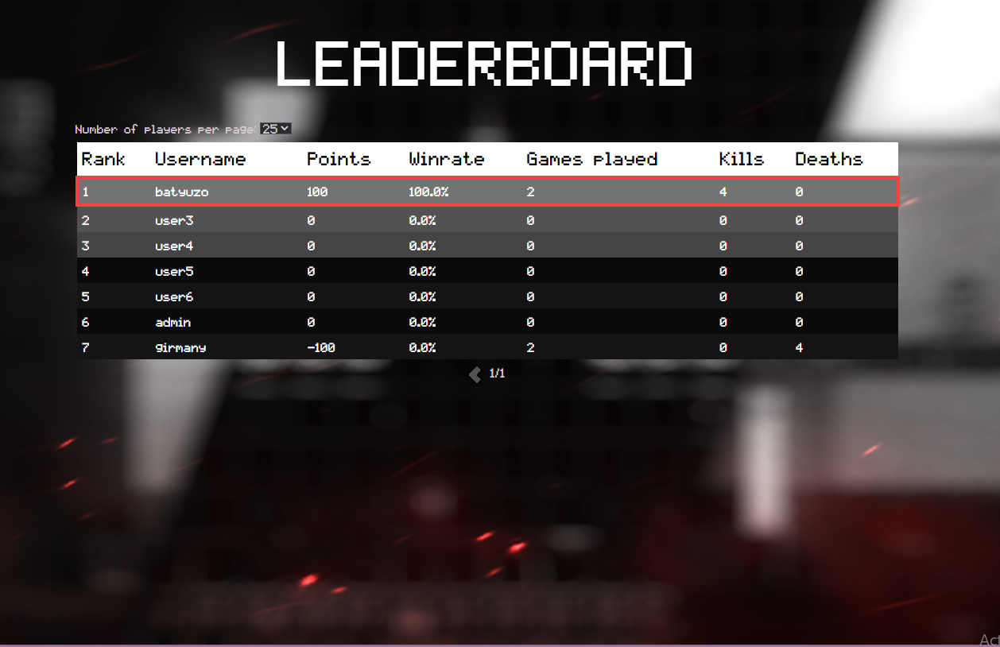 LEADERBOARD
Number of players per page: 25
Rank Username Points Winrate Games played Kills Deaths
1 batyuzo 100 100.0% 2 4 0
2 user3 0 0.0% 0 0 0
3 user4 0 0.0% 0 0 0
4 user5 0 0.0% 0 0 0
5 user6 0 0.0% 0 0 0
6 admin 0 0.0% 0 0 0
7 girmany -100 0.0% 2 0 4
1/1